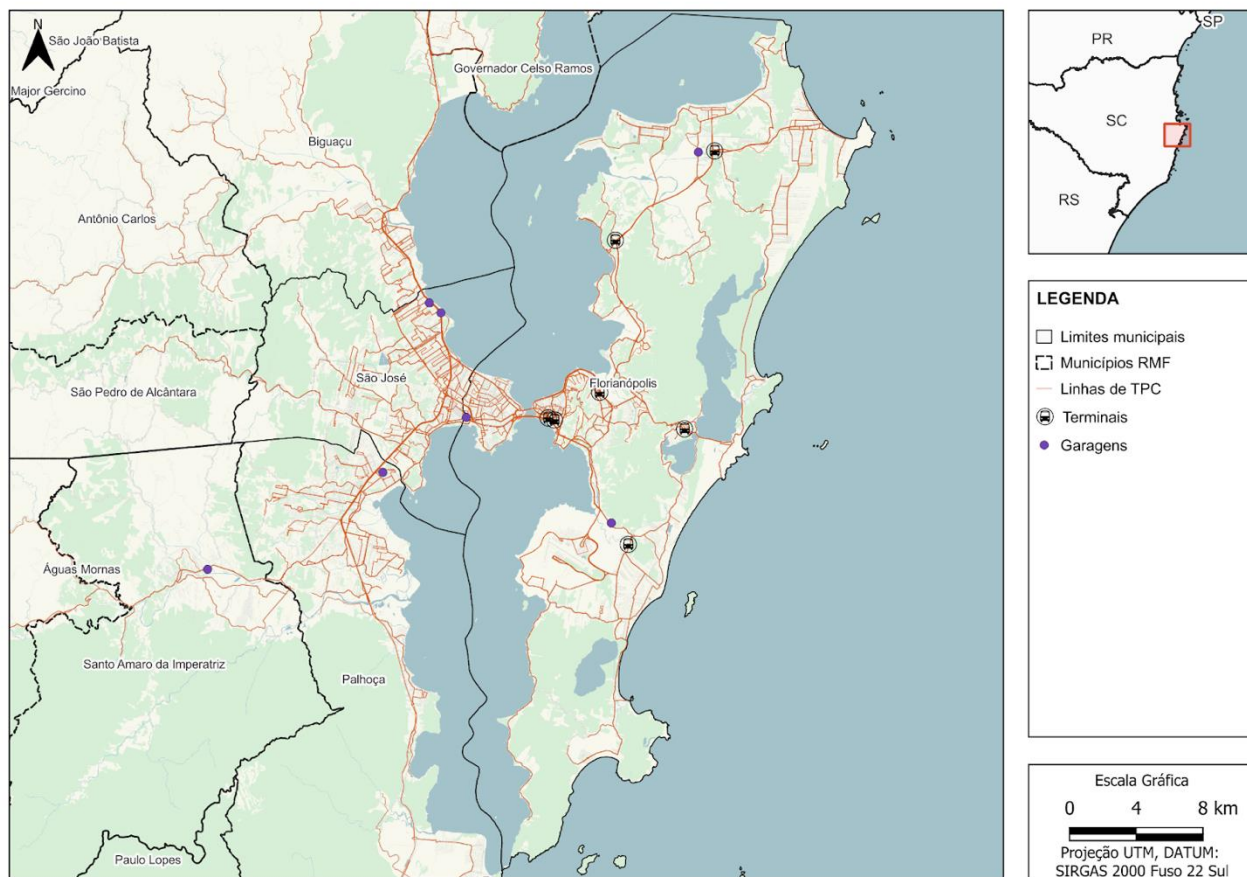 N
São João Batista
Major Gercino
Governador Celso Ramos
Biguaçu
Antônio Carlos
São José
Florianópolis
São Pedro de Alcântara
Águas Mornas
Santo Amaro da Imperatriz
Palhoça
Paulo Lopes
SP
PR
SC
RS
LEGENDA
Limites municipais
Municípios RMF
Linhas de TPC
Terminais
Garagens
Escala Gráfica
0 4 8 km
Projeção UTM, DATUM:
SIRGAS 2000 Fuso 22 Sul